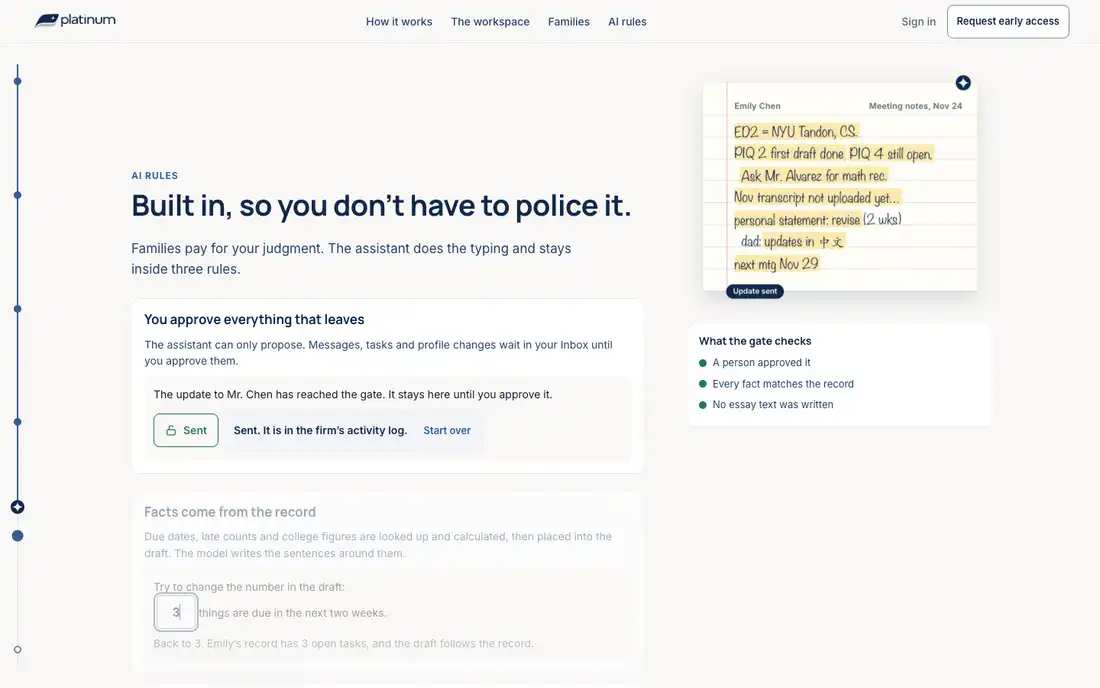 platinum
How it works
The workspace
Families
AI rules
Sign in
Request early access
AI RULES
Built in, so you don't have to police it.
Families pay for your judgment. The assistant does the typing and stays
inside three rules.
You approve everything that leaves
The assistant can only propose. Messages, tasks and profile changes wait in your Inbox until
you approve them.
The update to Mr. Chen has reached the gate. It stays here until you approve it.
Sent
Sent. It is in the firm's activity log.
Start over
Facts come from the record
Due dates, late counts and college figures are looked up and calculated, then placed into the
draft. The model writes the sentences around them.
Try to change the number in the draft:
3 things are due in the next two weeks.
Back to 3. Emily's record has 3 open tasks, and the draft follows the record.
Emily Chen
Meeting notes, Nov 24
ED2 = NYU Tandon, CS.
PIQ 2 first draft done. PIQ 4 still open.
Ask Mr. Alvarez for math rec.
Nov transcript not uploaded yet...
personal statement: revise (2 wks)
dad: updates in 中文
next mtg Nov 29
Update sent
What the gate checks
A person approved it
Every fact matches the record
No essay text was written